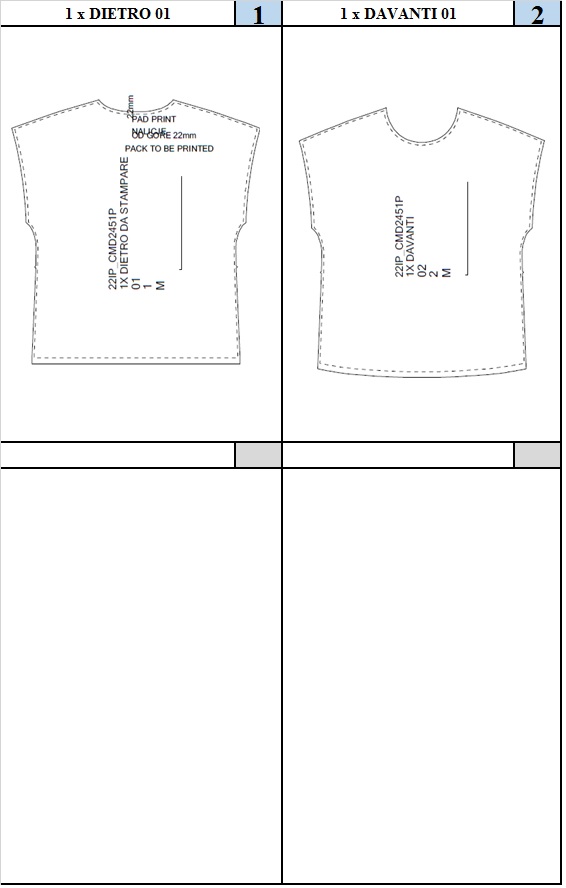 1 x DIETRO 01
1
1 x DAVANTI 01
2
22mm
PAD PRINT
NALICJE
OD GORE 22mm
PACK TO BE PRINTED
22IP_CMD2451P
1X DIETRO DA STAMPARE
01
1
M
22IP_CMD2451P
1X DAVANTI
02
2
M